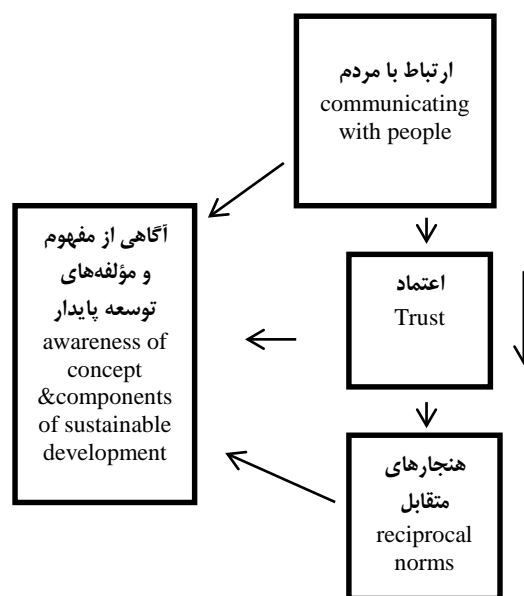 ارتباط با مردم
communicating
with people
آگاهی از مفهوم
و مؤلفه‌های
توسعه پایدار
awareness of
concept
&components
of sustainable
development
اعتماد
Trust
هنجارهای
متقابل
reciprocal
norms